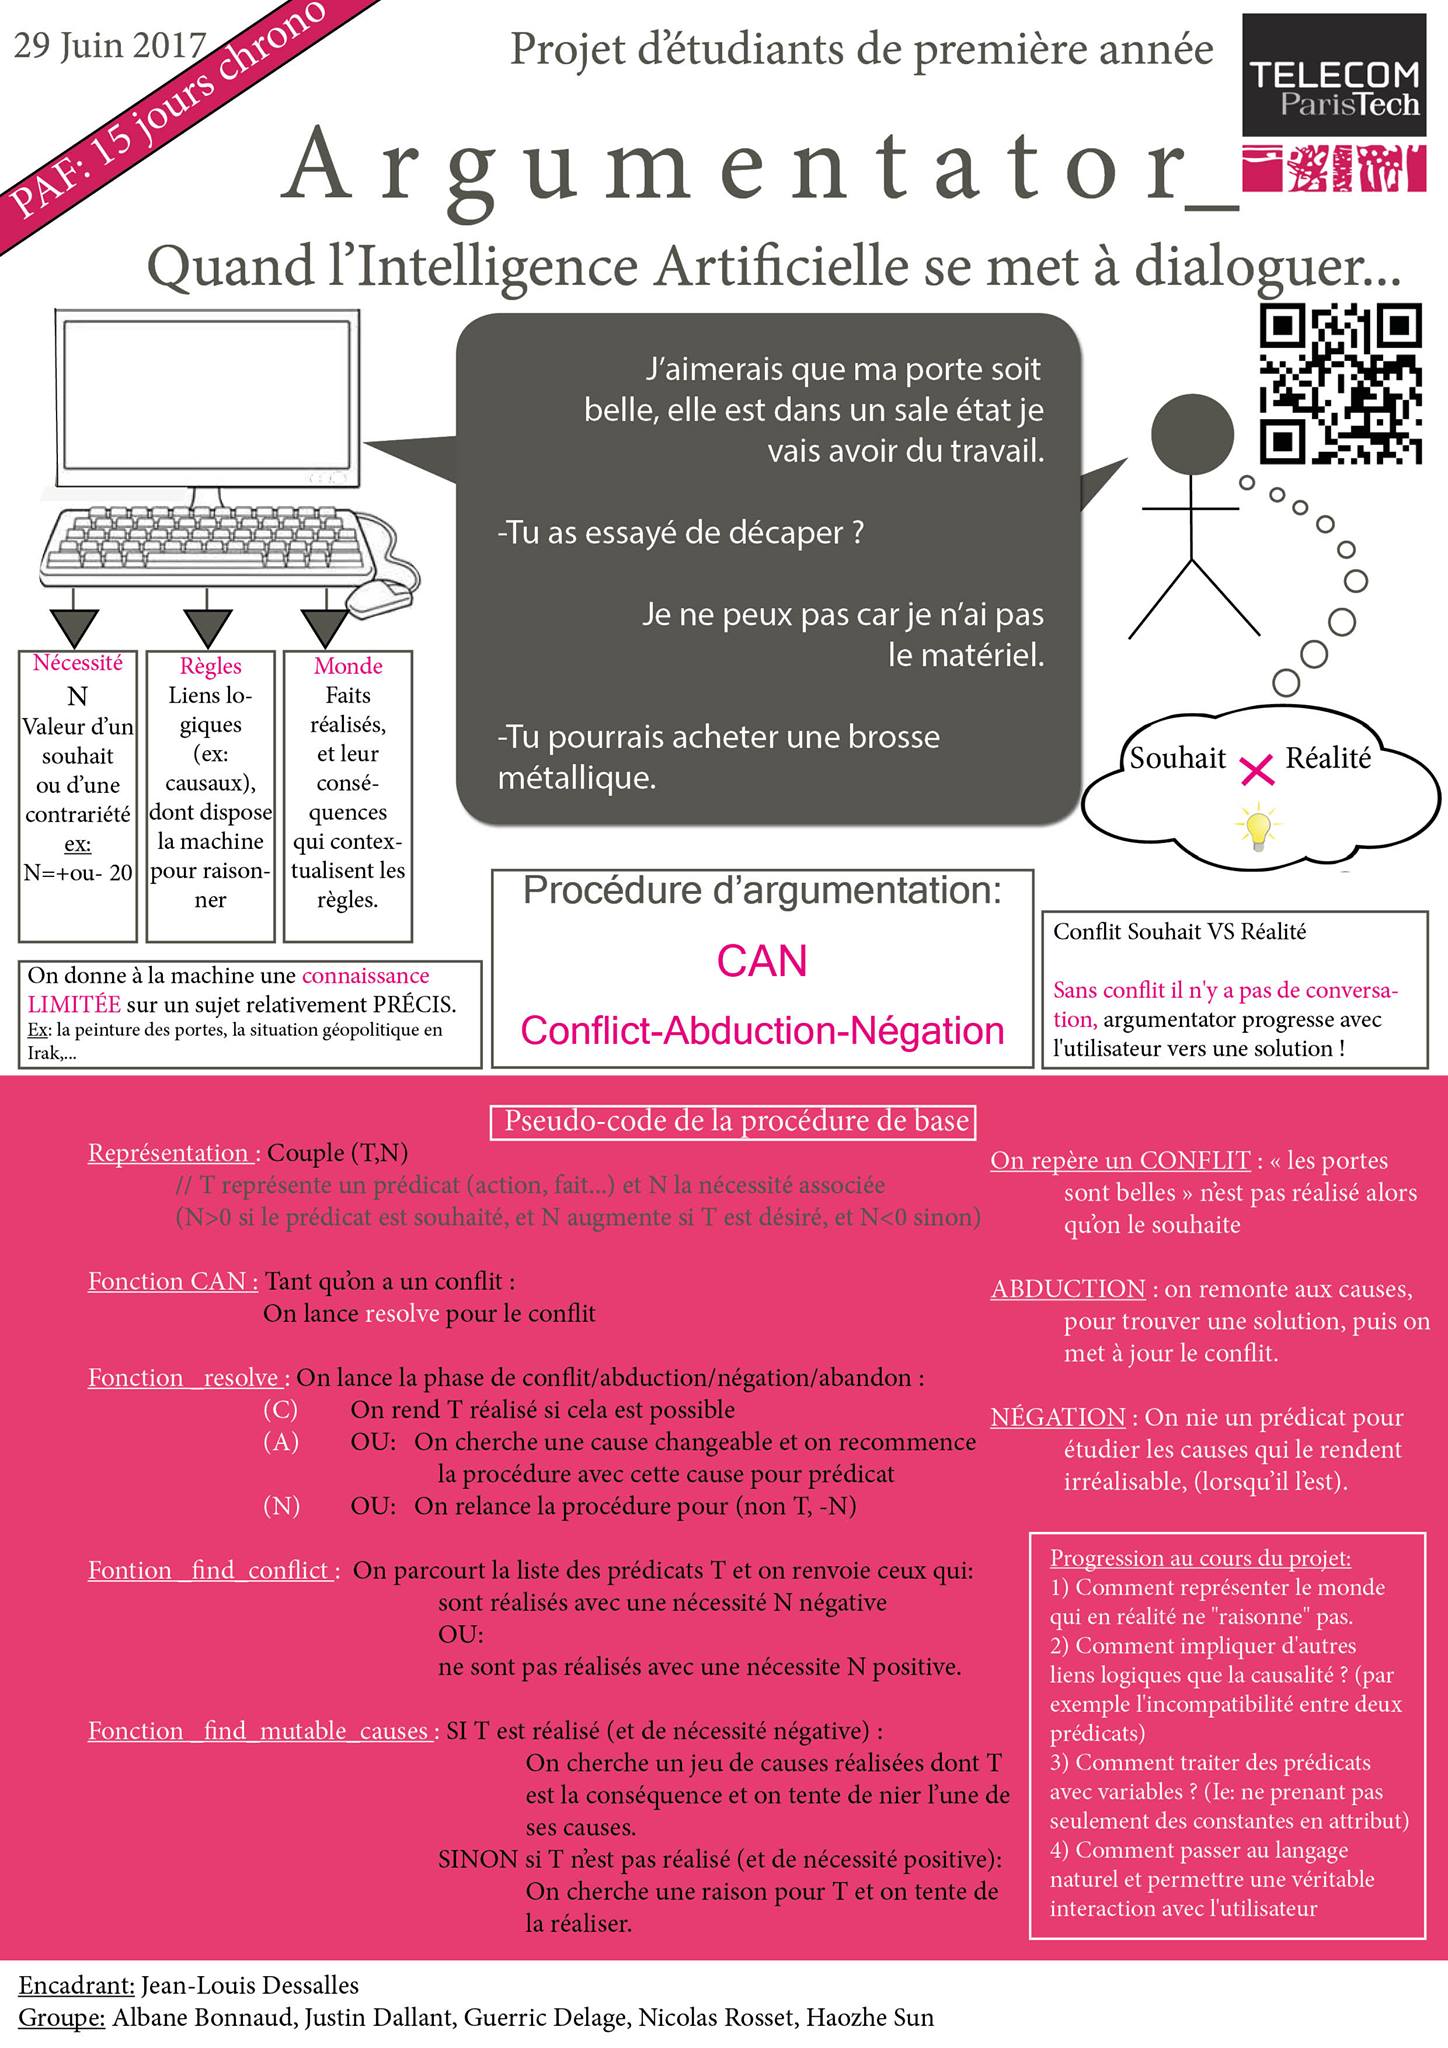 29 Juin 2017
PAF: 15 jours chrono
Projet d’étudiants de première année
TELECOM
ParisTech
Argumentator_
Quand l’Intelligence Artificielle se met à dialoguer...
J’aimerais que ma porte soit
belle, elle est dans un sale état je
vais avoir du travail.
-Tu as essayé de décaper ?
Je ne peux pas car je n’ai pas
le matériel.
-Tu pourrais acheter une brosse
métallique.
Souhait
Réalité
Nécessité
N
Valeur d’un
souhait
ou d’une
contrariété
ex:
N=+ou- 20
Règles
Liens lo-
giques
(ex:
causaux),
dont dispose
la machine
pour raison-
ner
Monde
Faits
réalisés,
et leur
consé-
quences
qui contex-
tualisent les
règles.
On donne à la machine une connaissance
LIMITÉE sur un sujet relativement PRÉCIS.
Ex: la peinture des portes, la situation géopolitique en
Irak,...
Procédure d’argumentation:
CAN
Conflict-Abduction-Négation
Conflit Souhait VS Réalité
Sans conflit il n'y a pas de conversa-
tion, argumentator progresse avec
l'utilisateur vers une solution !
Pseudo-code de la procédure de base
Représentation : Couple (T,N)
// T représente un prédicat (action, fait...) et N la nécessité associée
(N>0 si le prédicat est souhaité, et N augmente si T est désiré, et N<0 sinon)
Fonction CAN : Tant qu’on a un conflit :
On lance resolve pour le conflit
Fonction _resolve : On lance la phase de conflit/abduction/négation/abandon :
(C) On rend T réalisé si cela est possible
(A) OU: On cherche une cause changeable et on recommence
la procédure avec cette cause pour prédicat
(N) OU: On relance la procédure pour (non T, -N)
Fontion _find_conflict : On parcourt la liste des prédicats T et on renvoie ceux qui:
sont réalisés avec une nécessité N négative
OU:
ne sont pas réalisés avec une nécessite N positive.
Fonction _find_mutable_causes : SI T est réalisé (et de nécessité négative) :
On cherche un jeu de causes réalisées dont T
est la conséquence et on tente de nier l’une de
ses causes.
SINON si T n’est pas réalisé (et de nécessité positive):
On cherche une raison pour T et on tente de
la réaliser.
On repère un CONFLIT : « les portes
sont belles » n’est pas réalisé alors
qu’on le souhaite
ABDUCTION : on remonte aux causes,
pour trouver une solution, puis on
met à jour le conflit.
NÉGATION : On nie un prédicat pour
étudier les causes qui le rendent
irréalisable, (lorsqu’il l’est).
Progression au cours du projet:
1) Comment représenter le monde
qui en réalité ne "raisonne" pas.
2) Comment impliquer d'autres
liens logiques que la causalité ? (par
exemple l'incompatibilité entre deux
prédicats)
3) Comment traiter des prédicats
avec variables ? (Ie: ne prenant pas
seulement des constantes en attribut)
4) Comment passer au langage
naturel et permettre une véritable
interaction avec l'utilisateur
Encadrant: Jean-Louis Dessalles
Groupe: Albane Bonnaud, Justin Dallant, Guerric Delage, Nicolas Rosset, Haozhe Sun